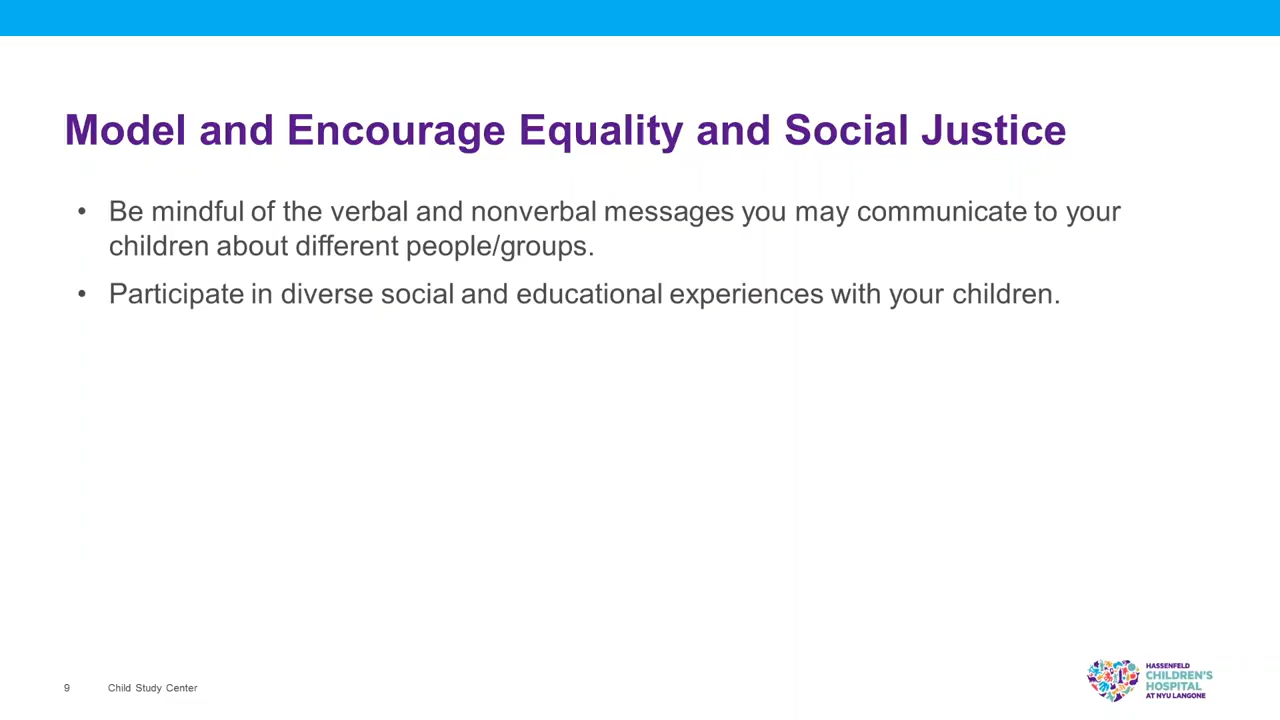 Model and Encourage Equality and Social Justice
• Be mindful of the verbal and nonverbal messages you may communicate to your
children about different people/groups.
• Participate in diverse social and educational experiences with your children.
9 Child Study Center
HASSENFELD
CHILDREN'S
HOSPITAL
AT NYU LANGONE